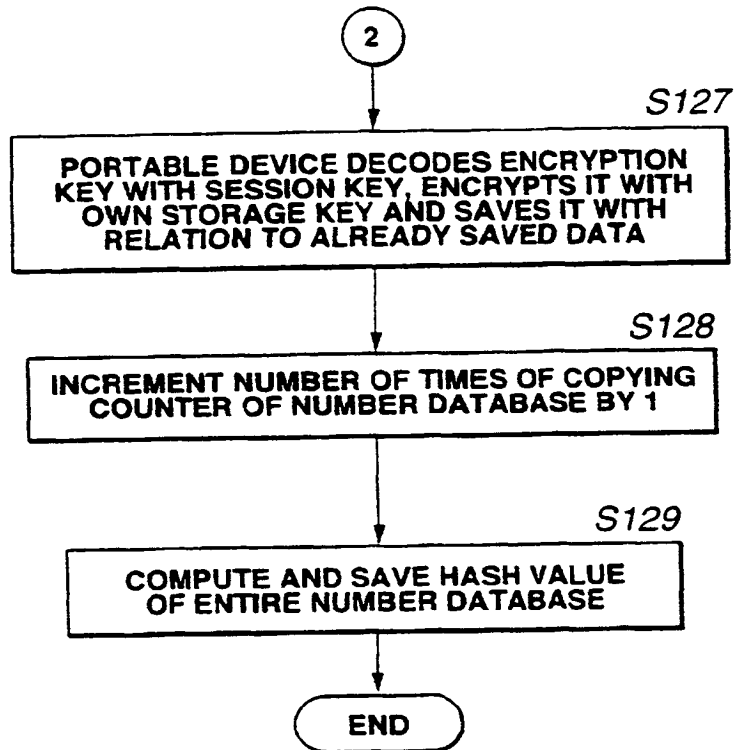 2
S127
PORTABLE DEVICE DECODES ENCRYPTION
KEY WITH SESSION KEY, ENCRYPTS IT WITH
OWN STORAGE KEY AND SAVES IT WITH
RELATION TO ALREADY SAVED DATA
S128
INCREMENT NUMBER OF TIMES OF COPYING
COUNTER OF NUMBER DATABASE BY 1
S129
COMPUTE AND SAVE HASH VALUE
OF ENTIRE NUMBER DATABASE
END